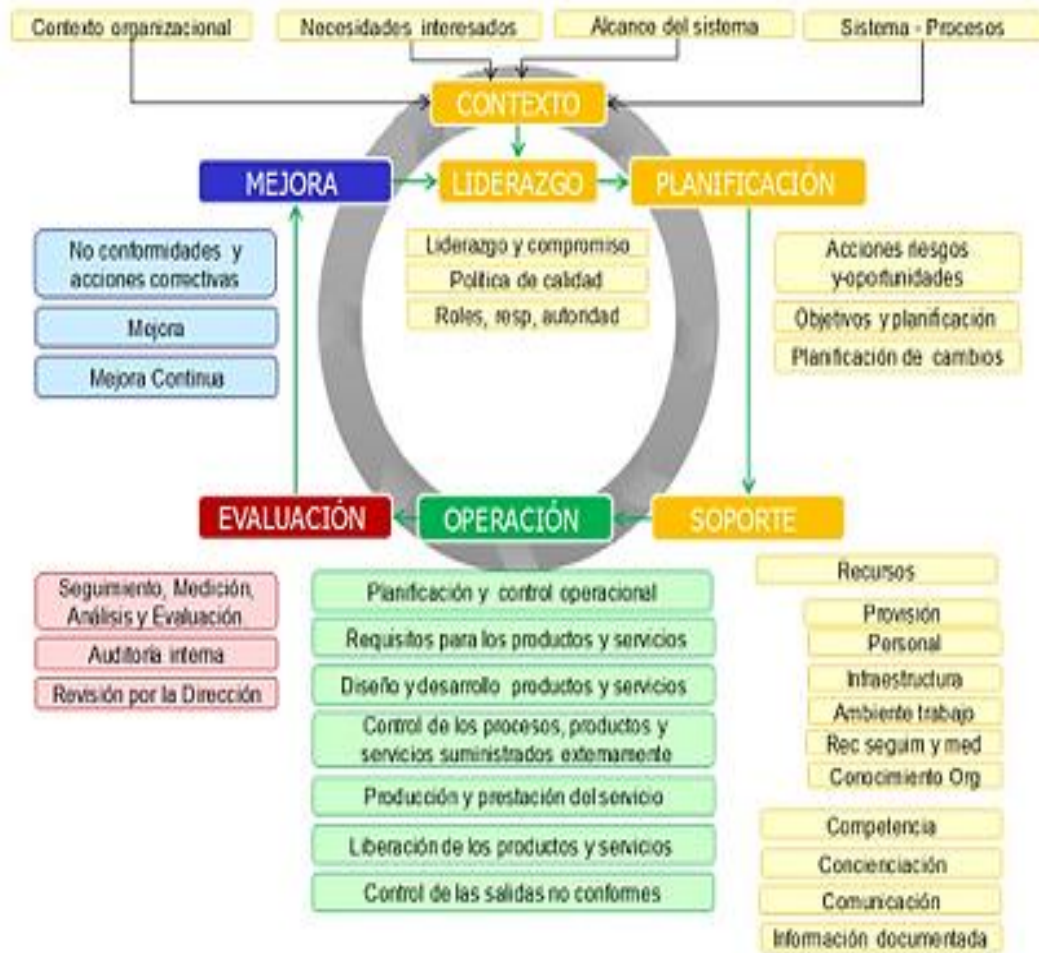 Contexto organizacional
Necesidades interesados
Alcance del sistema
Sistema - Procesos
CONTEXTO
MEJORA
LIDERAZGO
PLANIFICACIÓN
No conformidades y
acciones correctivas
Mejora
Mejora Continua
Liderazgo y compromiso
Política de calidad
Roles, resp, autoridad
Acciones riesgos
y-oportunidades
Objetivos y planificación
Planificación de cambios
EVALUACIÓN
OPERACIÓN
SOPORTE
Seguimiento, Medición,
Análisis y Evaluación
Auditoría interna
Revisión por la Dirección
Planificación y control operacional
Requisitos para los productos y servicios
Diseño y desarrollo productos y servicios
Control de los procesos, productos y
servicios suministrados externamente
Producción y prestación del servicio
Liberación de los productos y servicios
Control de las salidas no conformes
Recursos
Provisión
Personal
Infraestructura
Ambiente trabajo
Rec seguim y med
Conocimiento Org
Competencia
Concienciación
Comunicación
Información documentada